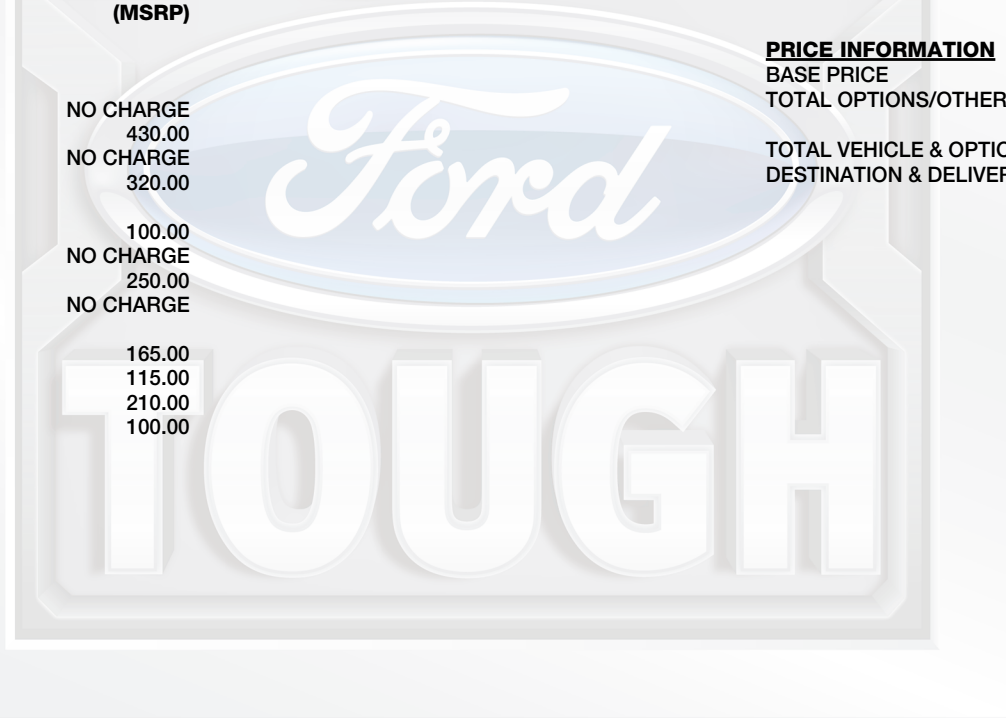 (MSRP)
NO CHARGE
430.00
NO CHARGE
320.00
100.00
NO CHARGE
250.00
NO CHARGE
165.00
115.00
210.00
100.00
PRICE INFORMATION
BASE PRICE
TOTAL OPTIONS/OTHER
TOTAL VEHICLE & OPTIO
DESTINATION & DELIVER
Ford
TOUGH